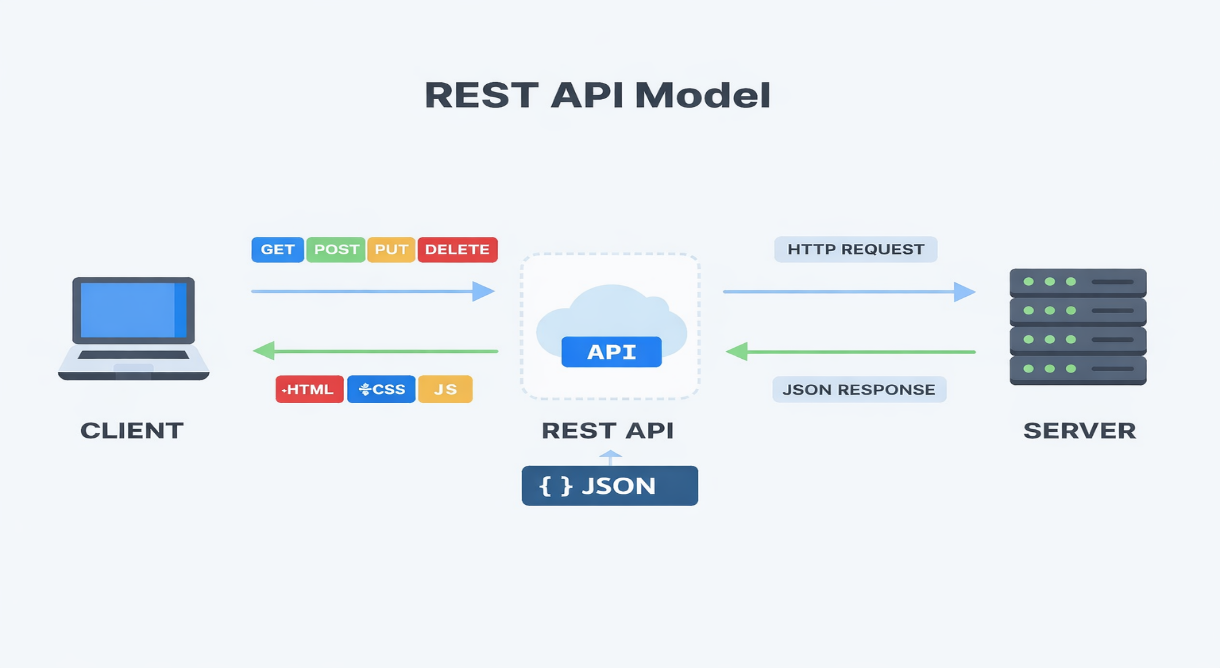 REST API Model
GET POST PUT DELETE
HTTP REQUEST
API
HTML CSS JS
JSON RESPONSE
CLIENT
REST API
SERVER
{ } JSON